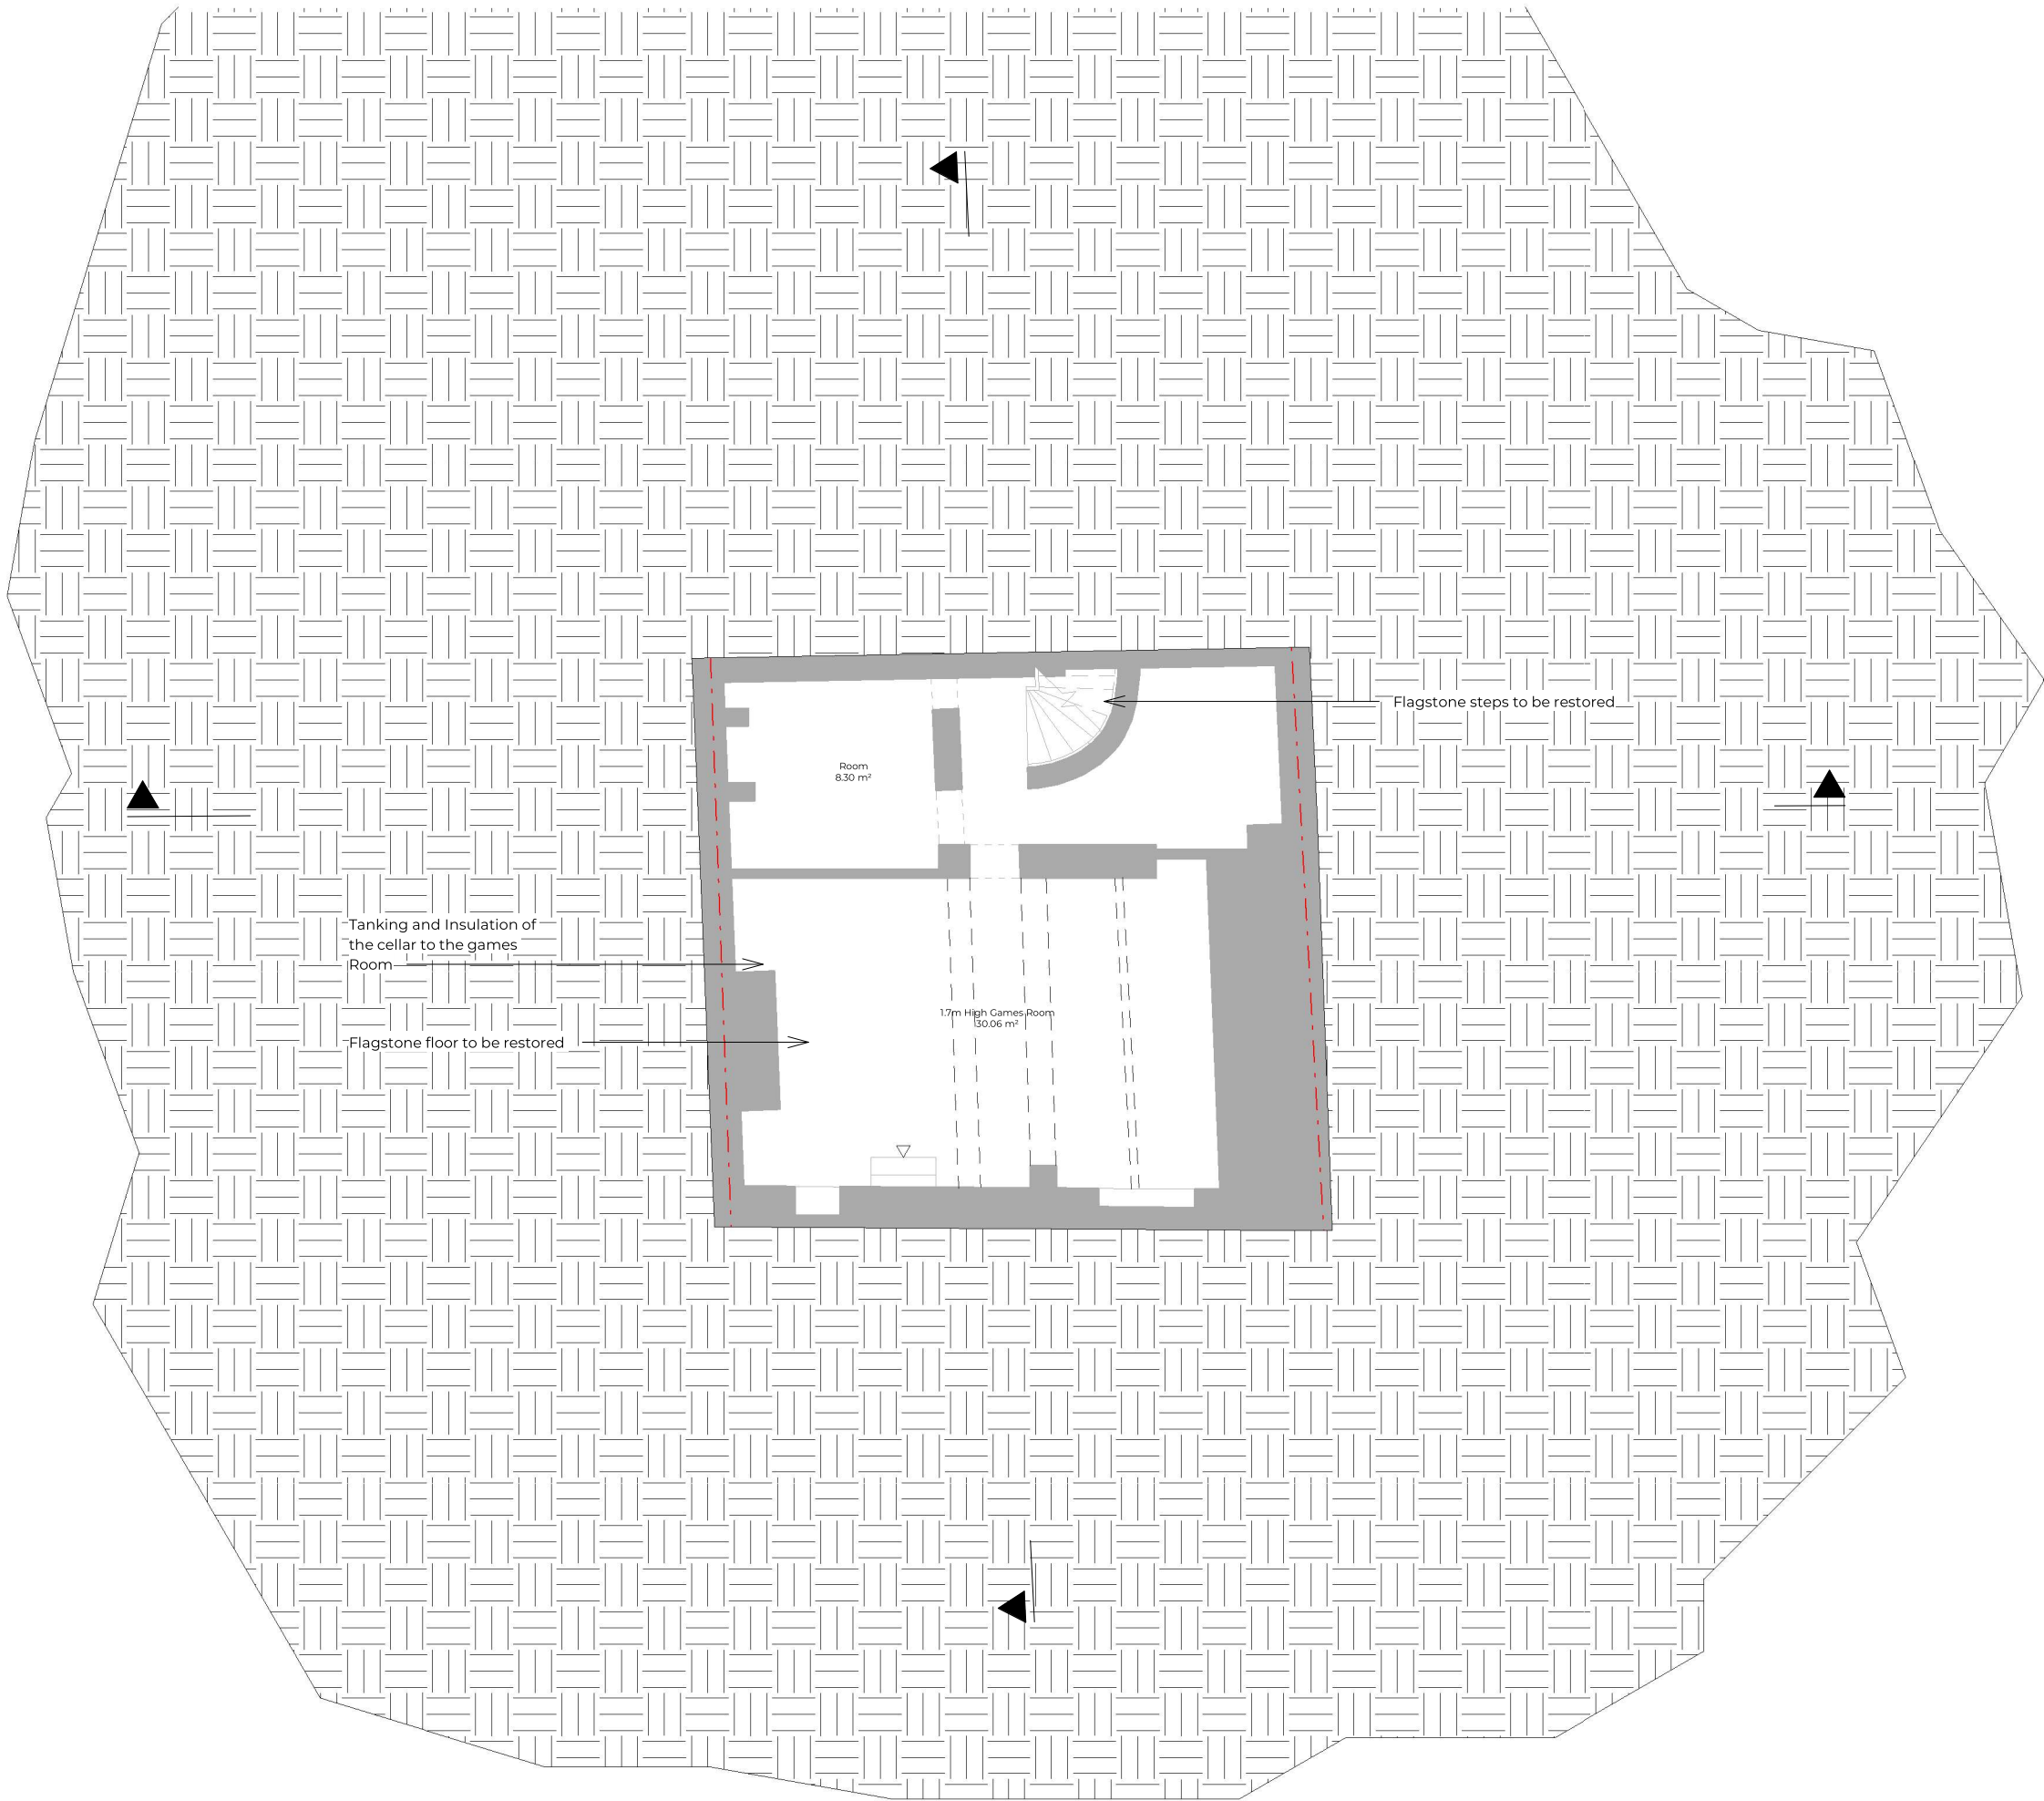 Flagstone steps to be restored
Room
8.30 m²
Tanking and Insulation of
the cellar to the games
Room
1.7m High Games Room
30.06 m²
Flagstone floor to be restored